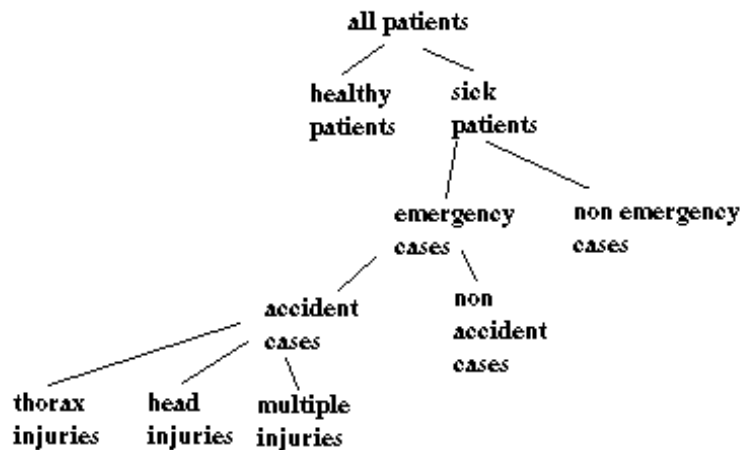 all patients
healthy
patients
sick
patients
emergency
cases
non emergency
cases
accident
cases
non
accident
cases
thorax
injuries
head
injuries
multiple
injuries